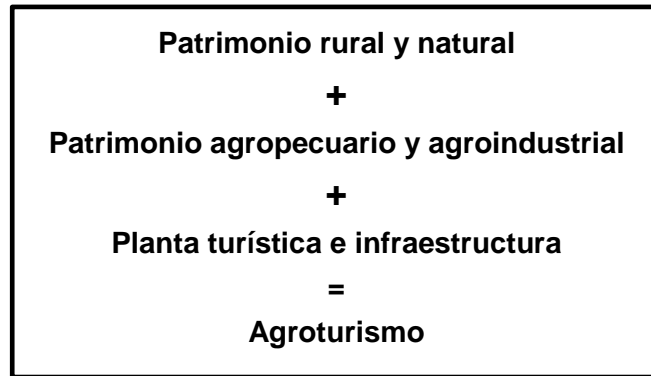 Patrimonio rural y natural
+
Patrimonio agropecuario y agroindustrial
+
Planta turística e infraestructura
=
Agroturismo